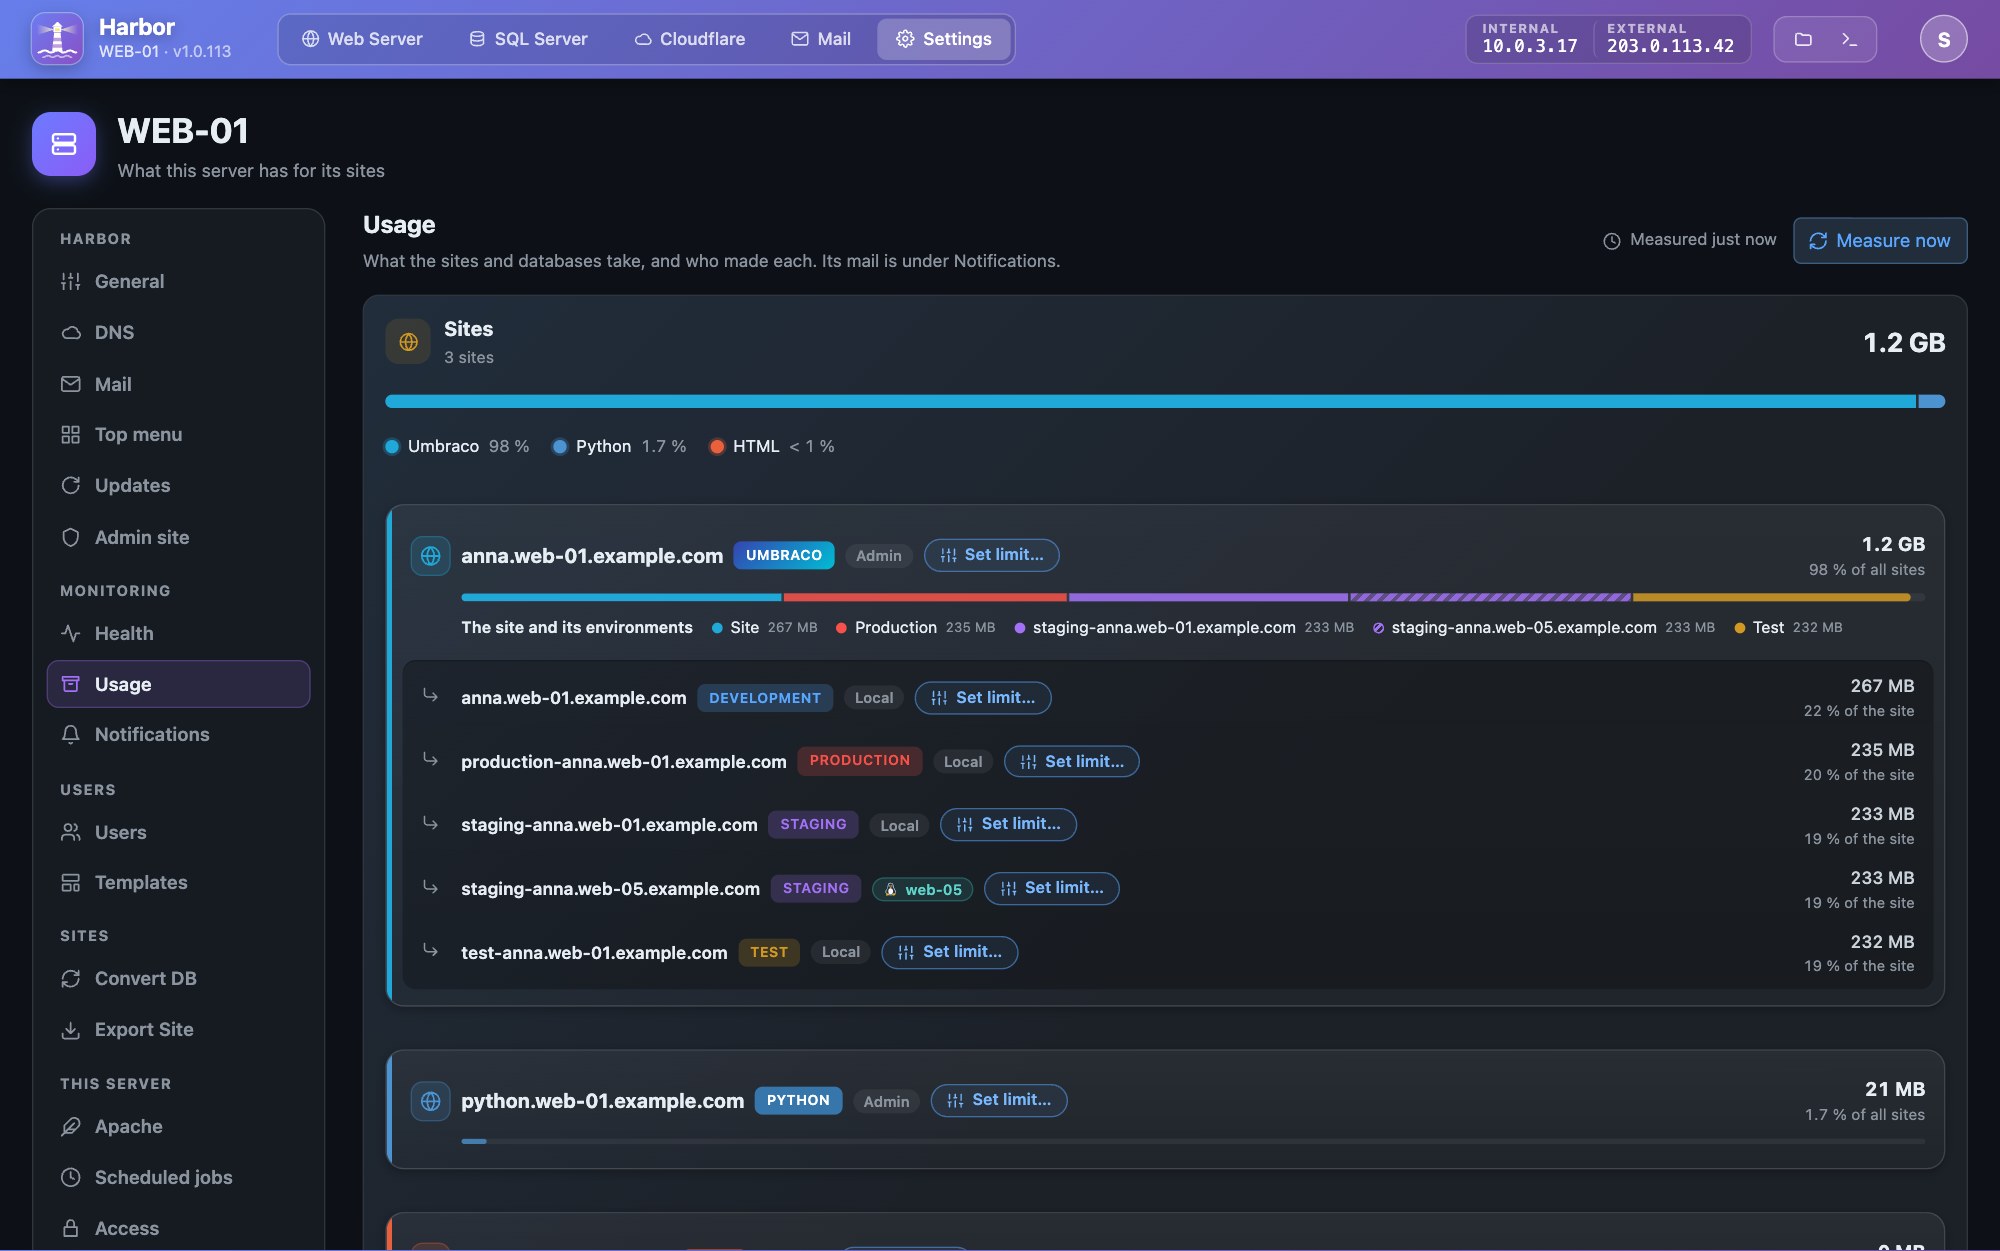 Harbor
WEB-01 · v1.0.113
Web Server
SQL Server
Cloudflare
Mail
Settings
INTERNAL
10.0.3.17
EXTERNAL
203.0.113.42
S
WEB-01
What this server has for its sites
HARBOR
General
DNS
Mail
Top menu
Updates
Admin site
MONITORING
Health
Usage
Notifications
USERS
Users
Templates
SITES
Convert DB
Export Site
THIS SERVER
Apache
Scheduled jobs
Access
Usage
What the sites and databases take, and who made each. Its mail is under Notifications.
Measured just now
Measure now
Sites
3 sites
1.2 GB
Umbraco 98 % Python 1.7 % HTML < 1 %
anna.web-01.example.com UMBRACO Admin Set limit...
1.2 GB
98 % of all sites
The site and its environments Site 267 MB Production 235 MB staging-anna.web-01.example.com 233 MB staging-anna.web-05.example.com 233 MB Test 232 MB
anna.web-01.example.com DEVELOPMENT Local Set limit...
267 MB
22 % of the site
production-anna.web-01.example.com PRODUCTION Local Set limit...
235 MB
20 % of the site
staging-anna.web-01.example.com STAGING Local Set limit...
233 MB
19 % of the site
staging-anna.web-05.example.com STAGING web-05 Set limit...
233 MB
19 % of the site
test-anna.web-01.example.com TEST Local Set limit...
232 MB
19 % of the site
python.web-01.example.com PYTHON Admin Set limit...
21 MB
1.7 % of all sites